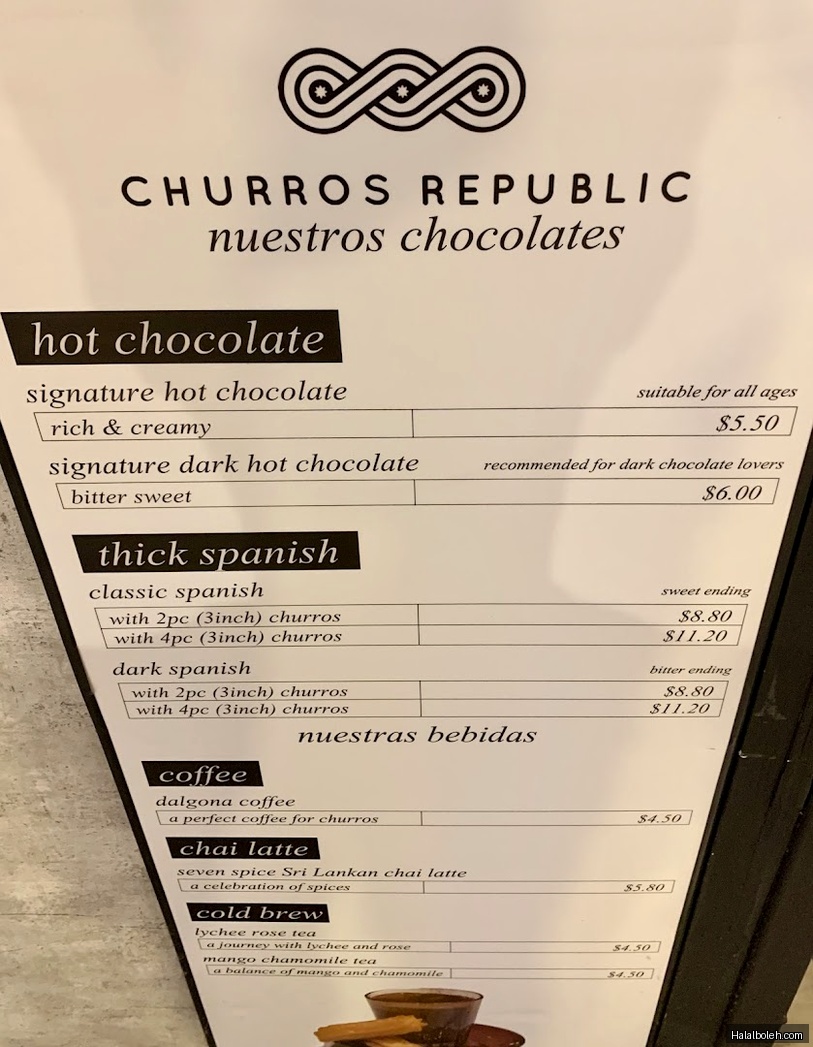 CHURROS REPUBLIC
nuestros chocolates
hot chocolate
signature hot chocolate suitable for all ages
rich & creamy $5.50
signature dark hot chocolate recommended for dark chocolate lovers
bitter sweet $6.00
thick spanish
classic spanish sweet ending
with 2pc (3inch) churros $8.80
with 4pc (3inch) churros $11.20
dark spanish bitter ending
with 2pc (3inch) churros $8.80
with 4pc (3inch) churros $11.20
nuestras bebidas
coffee
dalgona coffee
a perfect coffee for churros $4.50
chai latte
seven spice Sri Lankan chai latte
a celebration of spices $5.80
cold brew
lychee rose tea
a journey with lychee and rose $4.50
mango chamomile tea
a balance of mango and chamomile $4.50
Halalboleh.com